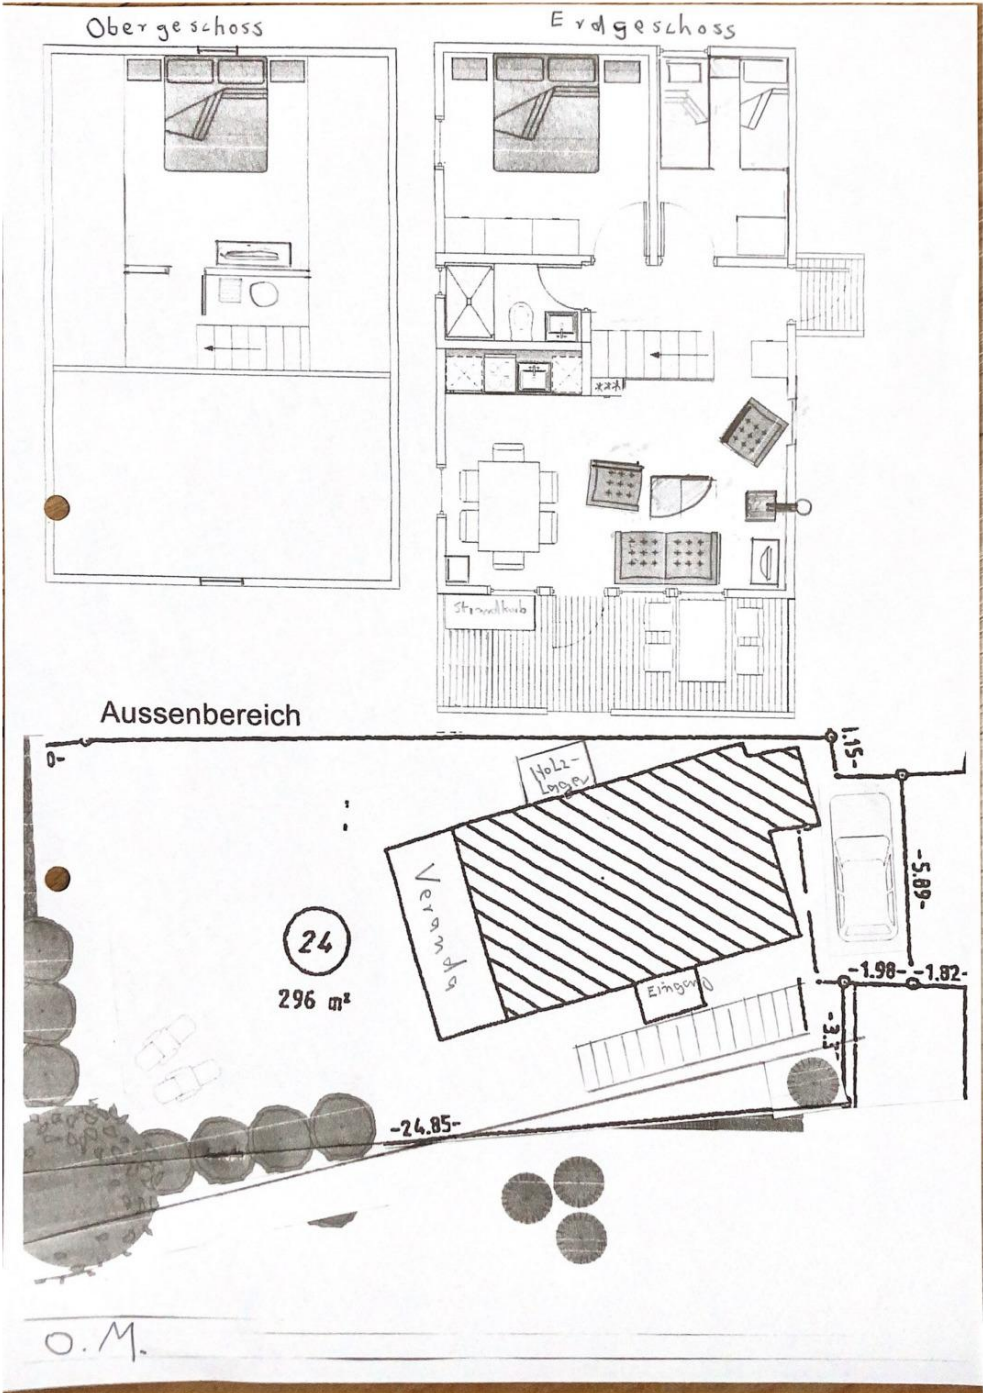 Obergeschoss
Erdgeschoss
Strandkorb
Aussenbereich
0-
1.15-
Holz-
Lager
Veranda
-5.89-
24
296 m²
Eingang
-1.98-
-1.82-
-3.3-
-24.85-
O.M.